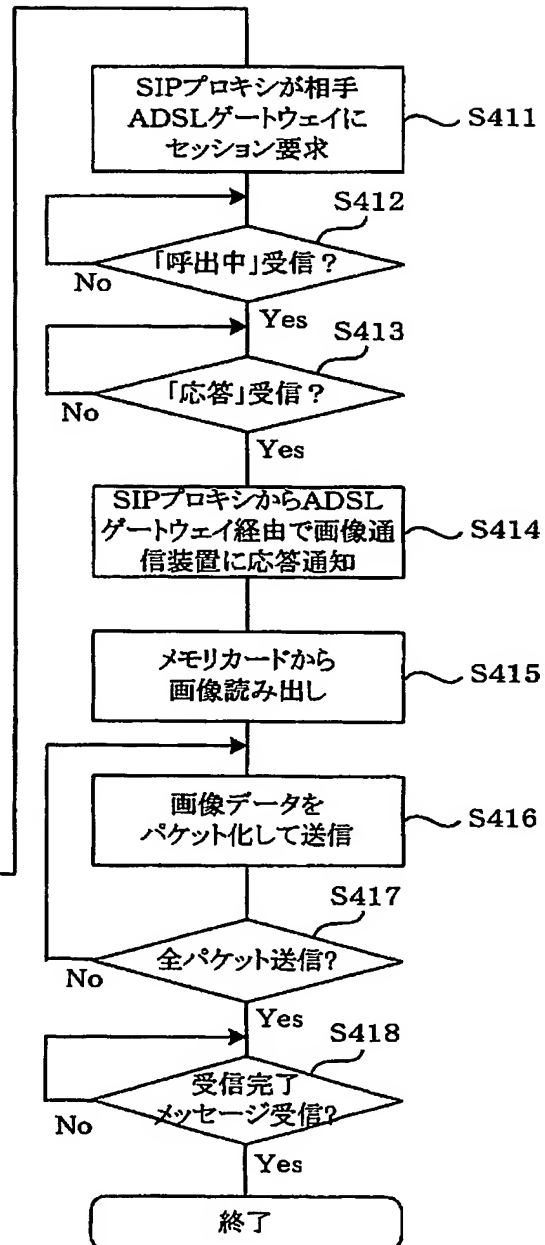 SIPプロキシが相手
ADSLゲートウェイに
セッション要求
S411
S412
「呼出中」受信？
No
Yes
S413
「応答」受信？
No
Yes
SIPプロキシからADSL
ゲートウェイ経由で画像通
信装置に応答通知
S414
メモリカードから
画像読み出し
S415
画像データを
パケット化して送信
S416
S417
全パケット送信?
No
Yes
S418
受信完了
メッセージ受信?
No
Yes
終了